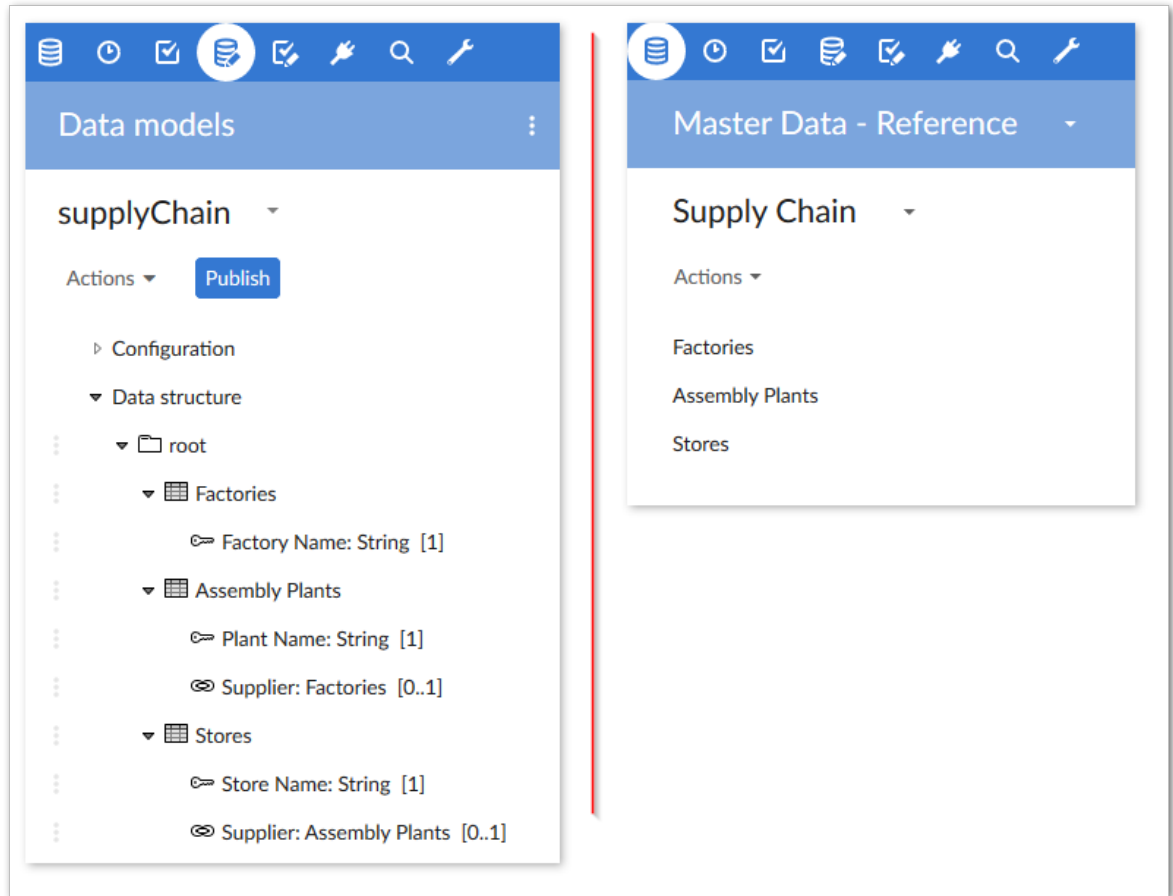 Data models
supplyChain
Actions
Publish
Configuration
Data structure
root
Factories
Factory Name: String [1]
Assembly Plants
Plant Name: String [1]
Supplier: Factories [0..1]
Stores
Store Name: String [1]
Supplier: Assembly Plants [0..1]
Master Data - Reference
Supply Chain
Actions
Factories
Assembly Plants
Stores